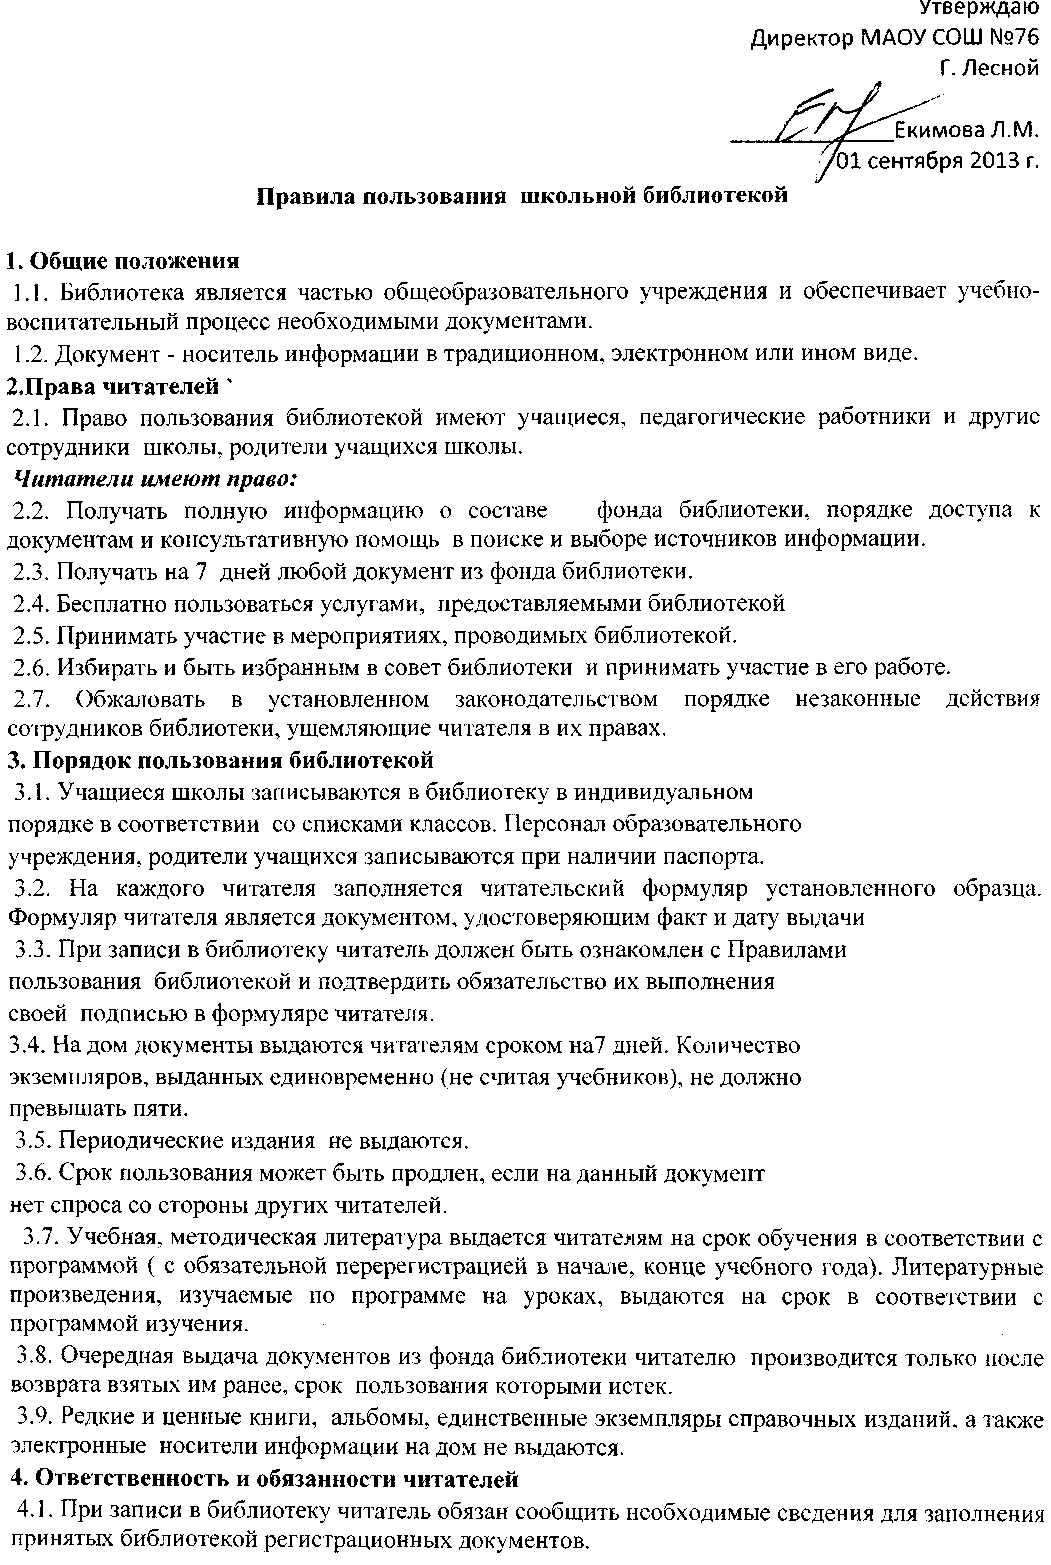 Утверждаю
Директор МАОУ СОШ №76
Г. Лесной
Екимова Л.М.
01 сентября 2013 г.
Правила пользования школьной библиотекой
1. Общие положения
1.1. Библиотека является частью общеобразовательного учреждения и обеспечивает учебно-
воспитательный процесс необходимыми документами.
1.2. Документ - носитель информации в традиционном, электронном или ином виде.
2.Права читателей `
2.1. Право пользования библиотекой имеют учащиеся, педагогические работники и другие
сотрудники школы, родители учащихся школы.
Читатели имеют право:
2.2. Получать полную информацию о составе фонда библиотеки, порядке доступа к
документам и консультативную помощь в поиске и выборе источников информации.
2.3. Получать на 7 дней любой документ из фонда библиотеки.
2.4. Бесплатно пользоваться услугами, предоставляемыми библиотекой
2.5. Принимать участие в мероприятиях, проводимых библиотекой.
2.6. Избирать и быть избранным в совет библиотеки и принимать участие в его работе.
2.7. Обжаловать в установленном законодательством порядке незаконные действия
сотрудников библиотеки, ущемляющие читателя в их правах.
3. Порядок пользования библиотекой
3.1. Учащиеся школы записываются в библиотеку в индивидуальном
порядке в соответствии со списками классов. Персонал образовательного
учреждения, родители учащихся записываются при наличии паспорта.
3.2. На каждого читателя заполняется читательский формуляр установленного образца.
Формуляр читателя является документом, удостоверяющим факт и дату выдачи
3.3. При записи в библиотеку читатель должен быть ознакомлен с Правилами
пользования библиотекой и подтвердить обязательство их выполнения
своей подписью в формуляре читателя.
3.4. На дом документы выдаются читателям сроком на7 дней. Количество
экземпляров, выданных единовременно (не считая учебников), не должно
превышать пяти.
3.5. Периодические издания не выдаются.
3.6. Срок пользования может быть продлен, если на данный документ
нет спроса со стороны других читателей.
3.7. Учебная, методическая литература выдается читателям на срок обучения в соответствии с
программой ( с обязательной перерегистрацией в начале, конце учебного года). Литературные
произведения, изучаемые по программе на уроках, выдаются на срок в соответствии с
программой изучения.
3.8. Очередная выдача документов из фонда библиотеки читателю производится только после
возврата взятых им ранее, срок пользования которыми истек.
3.9. Редкие и ценные книги, альбомы, единственные экземпляры справочных изданий, а также
электронные носители информации на дом не выдаются.
4. Ответственность и обязанности читателей
4.1. При записи в библиотеку читатель обязан сообщить необходимые сведения для заполнения
принятых библиотекой регистрационных документов.